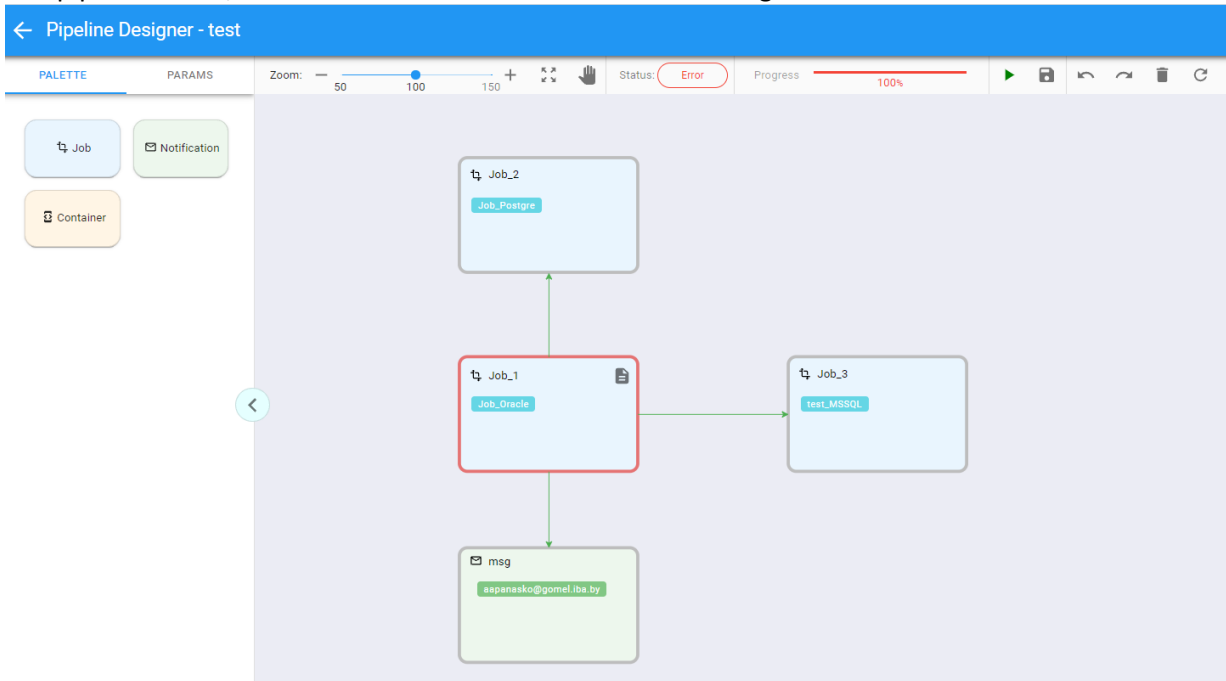 Pipeline Designer - test
PALETTE PARAMS Zoom: 50 100 150 Status: Error Progress 100%
Job Notification
Container
Job_2
Job_Postgre
Job_1
Job_Oracle
Job_3
test_MSSQL
msg
aapanasko@gomel.iba.by